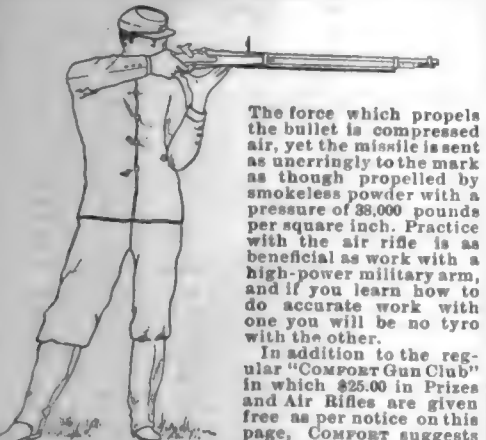 The force which propels
the bullet is compressed
air, yet the missile is sent
as unerringly to the mark
as though propelled by
smokeless powder with a
pressure of 38,000 pounds
per square inch. Practice
with the air rifle is as
beneficial as work with a
high-power military arm,
and if you learn how to
do accurate work with
one you will be no tyro
with the other.
In addition to the reg-
ular "COMFORT Gun Club"
in which $25.00 in Prizes
and Air Rifles are given
free as per notice on this
page, COMFORT suggests